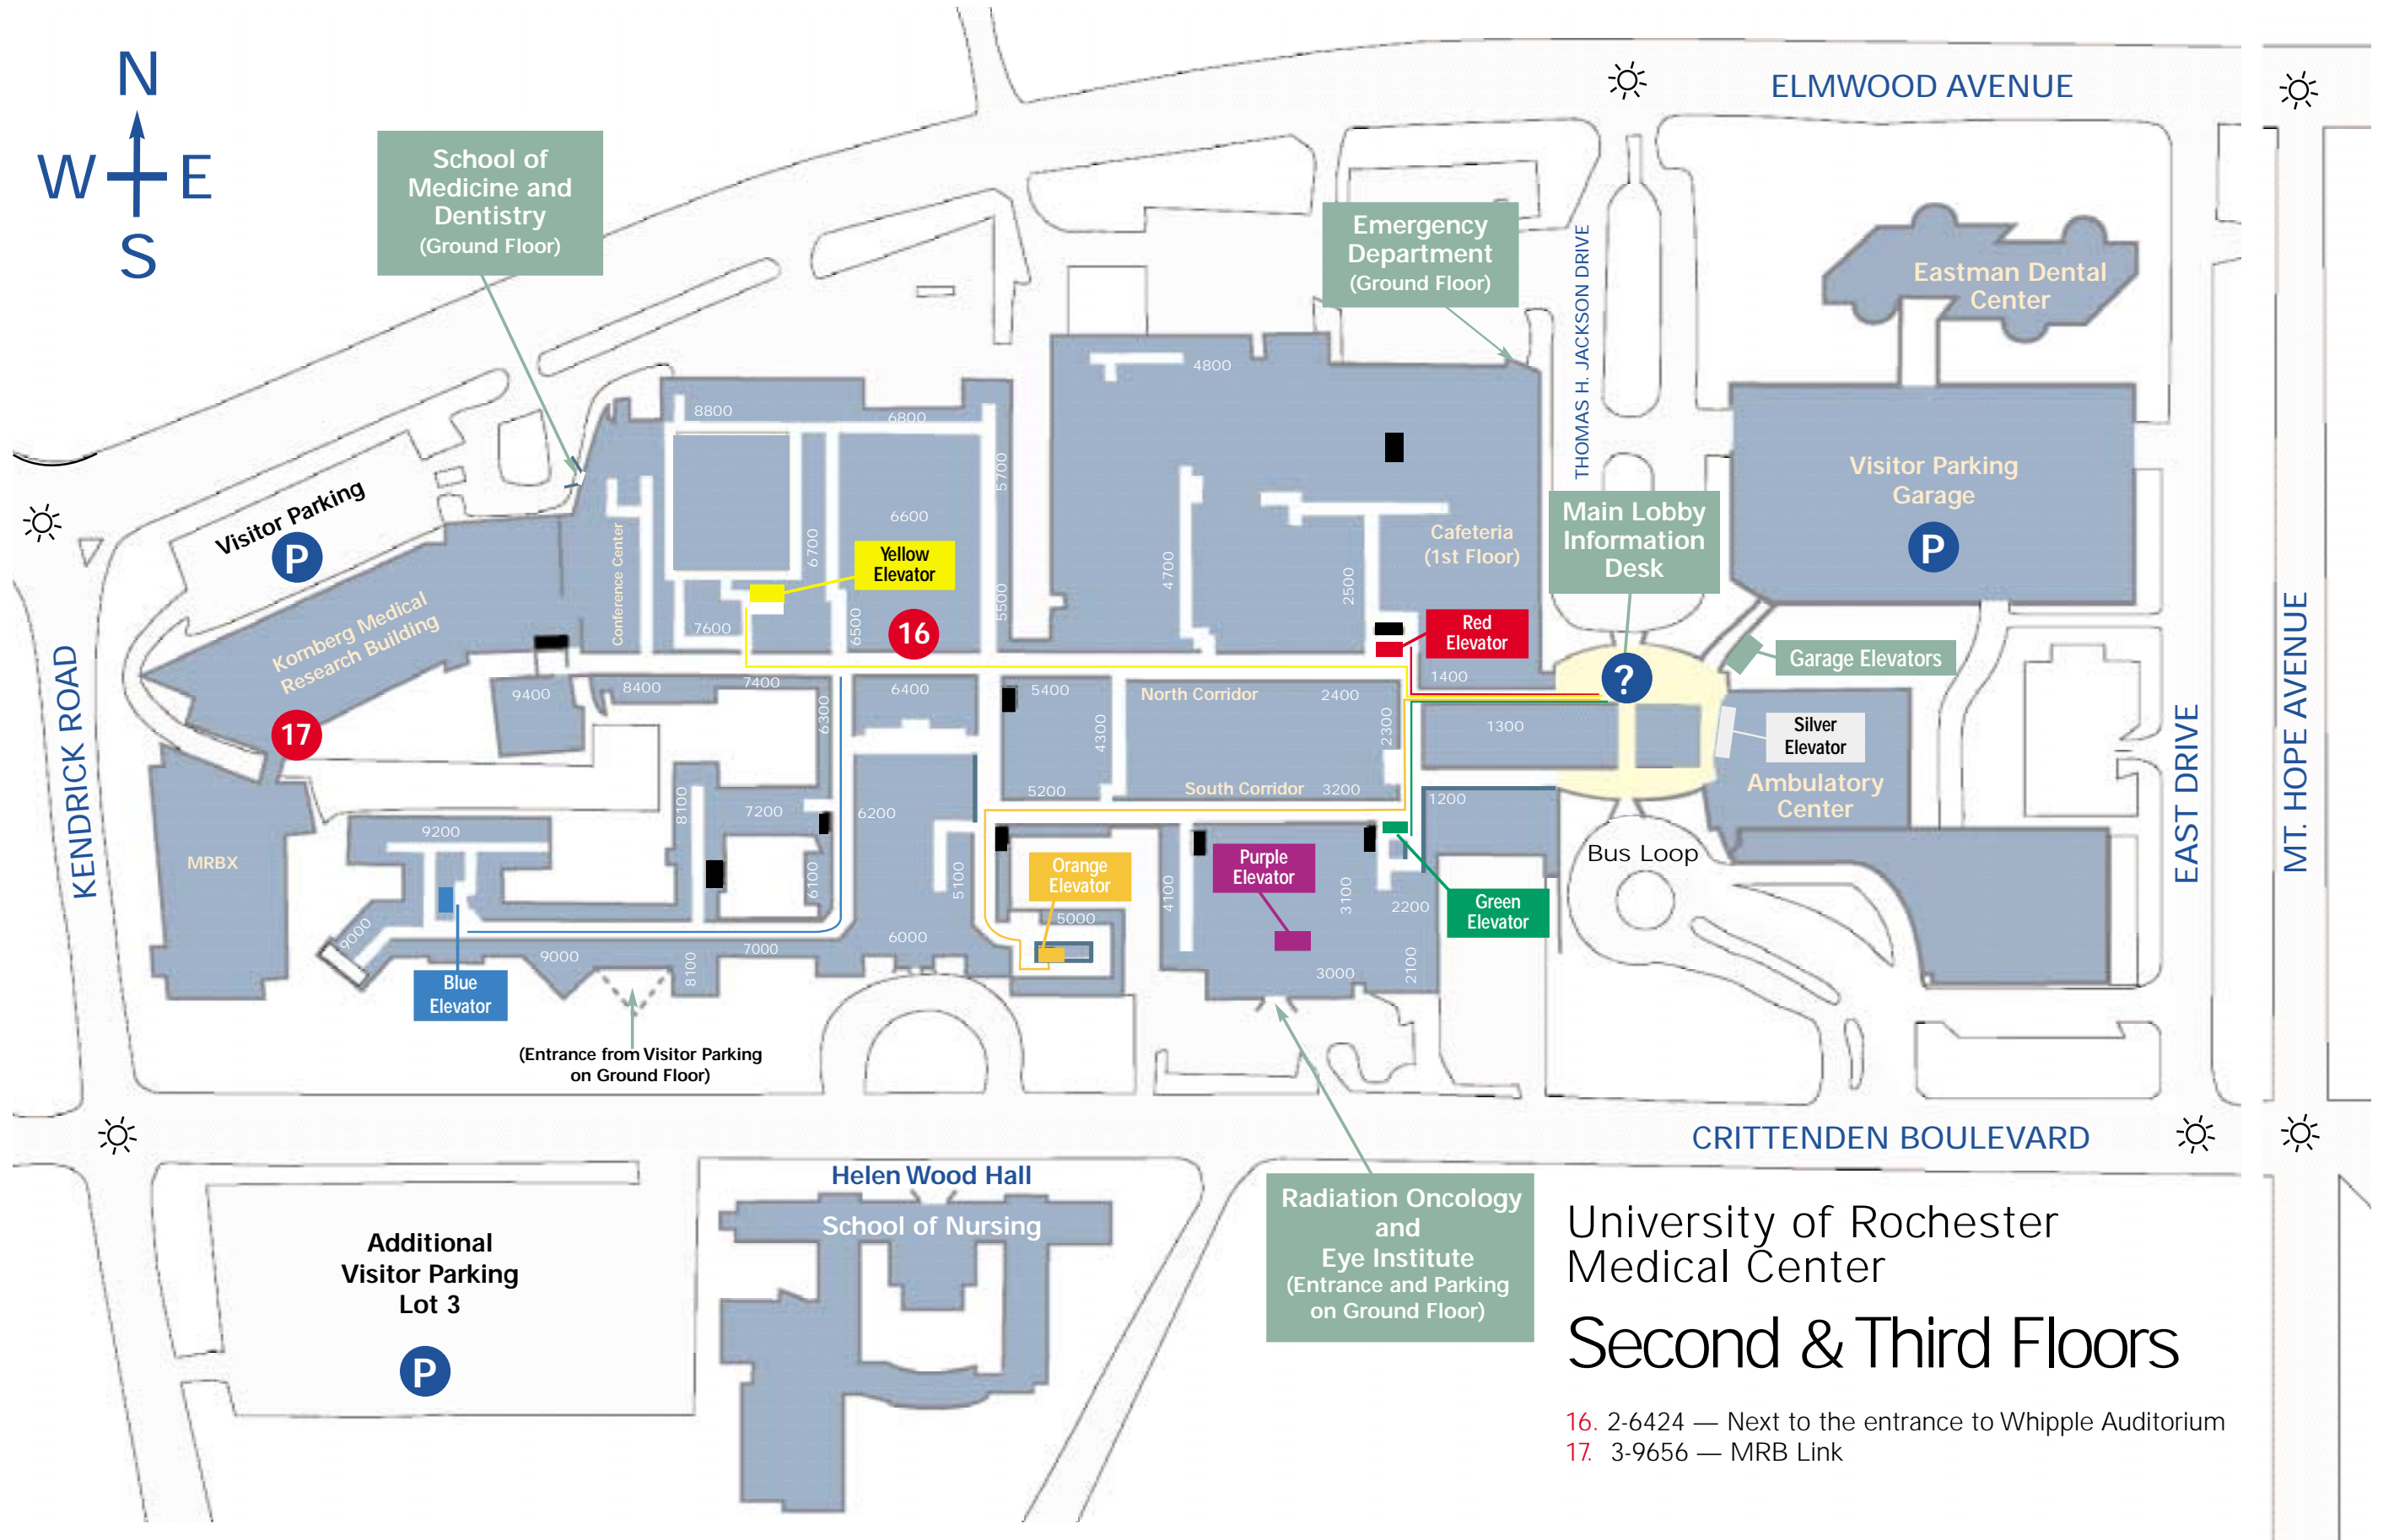 N
W E
S
ELMWOOD AVENUE
School of
Medicine and
Dentistry
(Ground Floor)
Emergency
Department
(Ground Floor)
THOMAS H. JACKSON DRIVE
Eastman Dental
Center
4800
8800
6800
5700
Visitor Parking
P
Visitor Parking
Garage
P
Main Lobby
Information
Desk
?
6600
6700
Cafeteria
(1st Floor)
Conference Center
Yellow
Elevator
4700
2500
5500
6500
7600
16
Red
Elevator
Kornberg Medical
Research Building
Garage Elevators
KENDRICK ROAD
EAST DRIVE
MT. HOPE AVENUE
9400
8400
7400
6400
5400
North Corridor
2400
1400
6300
4300
2300
1300
17
Silver
Elevator
Ambulatory
Center
5200
South Corridor
3200
1200
8100
7200
6200
9200
MRBX
Bus Loop
Orange
Elevator
Purple
Elevator
6100
5100
4100
3100
2200
Green
Elevator
5000
9000
6000
7000
9000
8100
3000
2100
Blue
Elevator
(Entrance from Visitor Parking
on Ground Floor)
CRITTENDEN BOULEVARD
Helen Wood Hall
School of Nursing
Additional
Visitor Parking
Lot 3
P
Radiation Oncology
and
Eye Institute
(Entrance and Parking
on Ground Floor)
University of Rochester
Medical Center
Second & Third Floors
16. 2-6424 — Next to the entrance to Whipple Auditorium
17. 3-9656 — MRB Link